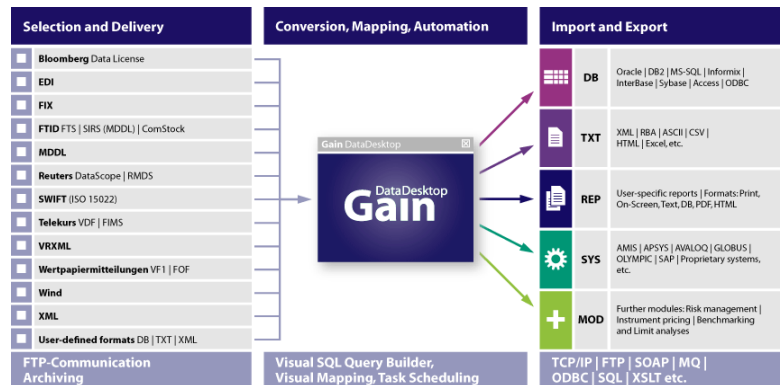 Selection and Delivery
Bloomberg Data License
EDI
FIX
FTID FTS | SIRS (MDDL) | ComStock
MDDL
Reuters DataScope | RMDS
SWIFT (ISO 15022)
Telekurs VDF | FIMS
VRXML
Wertpapiermitteilungen VF1 | FOF
Wind
XML
User-defined formats DB | TXT | XML
FTP-Communication
Archiving
Conversion, Mapping, Automation
Gain DataDesktop
DataDesktop
Gain
Visual SQL Query Builder,
Visual Mapping, Task Scheduling
Import and Export
DB
Oracle | DB2 | MS-SQL | Informix |
InterBase | Sybase | Access | ODBC
TXT
XML | RBA | ASCII | CSV |
HTML | Excel, etc.
REP
User-specific reports | Formats: Print,
On-Screen, Text, DB, PDF, HTML
SYS
AMIS | APSYS | AVALOQ | GLOBUS |
OLYMPIC | SAP | Proprietary systems,
etc.
MOD
Further modules: Risk management |
Instrument pricing | Benchmarking
and Limit analyses
TCP/IP | FTP | SOAP | MQ |
ODBC | SQL | XSLT etc.